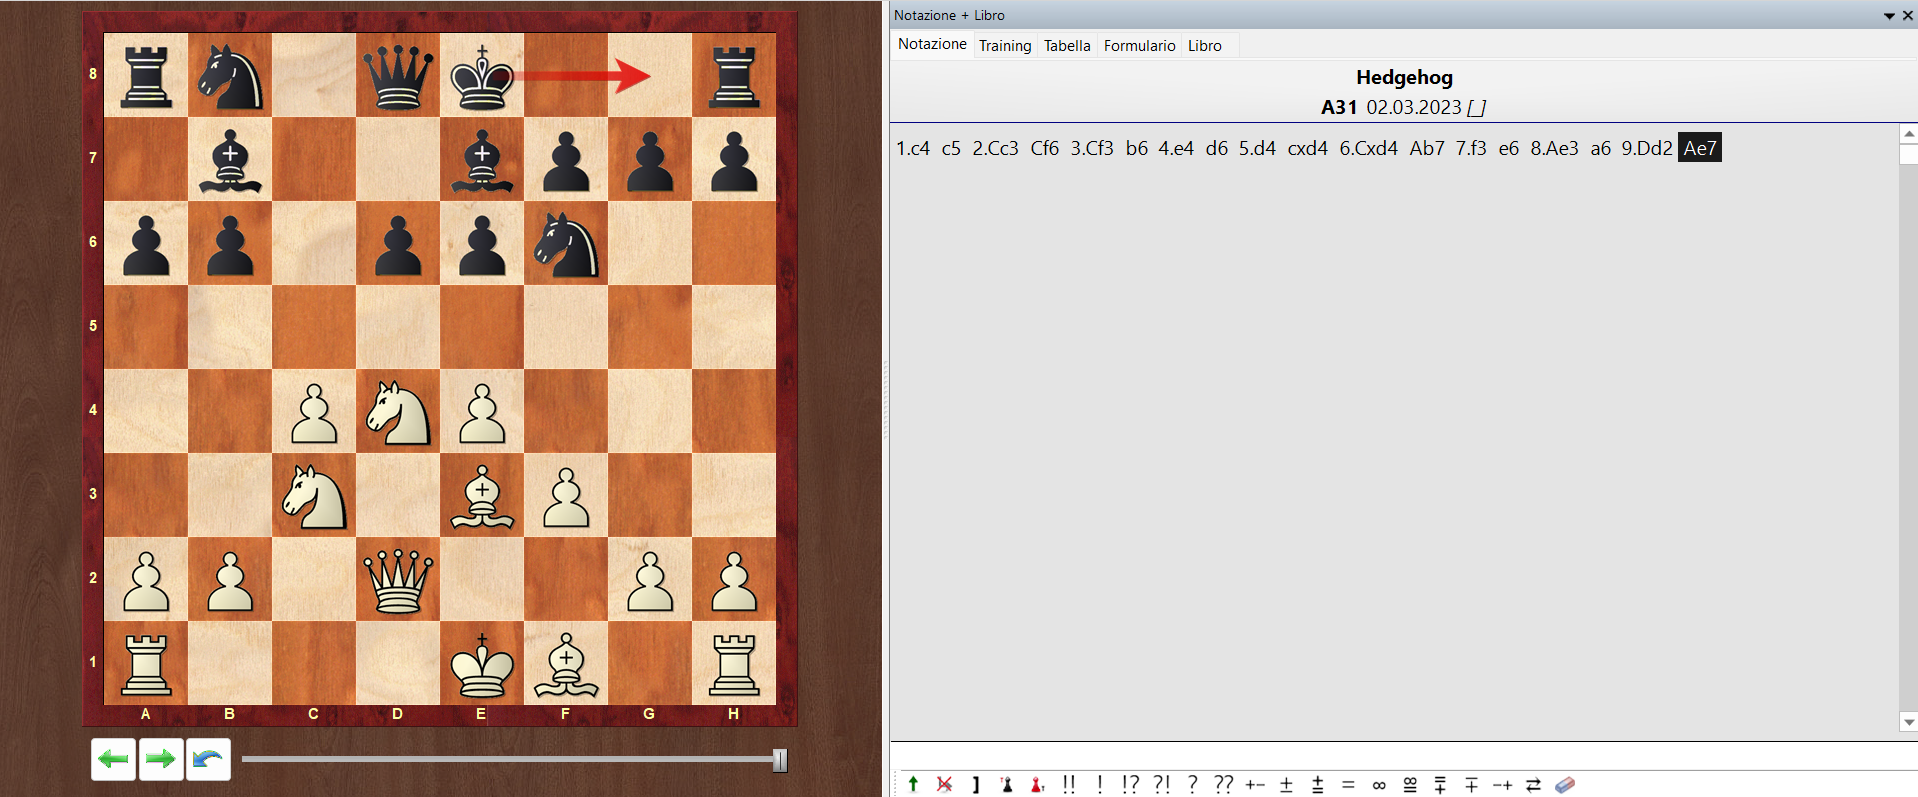 Notazione + Libro
Notazione Training Tabella Formulario Libro
Hedgehog
A31 02.03.2023 [_]
1.c4 c5 2.Cc3 Cf6 3.Cf3 b6 4.e4 d6 5.d4 cxd4 6.Cxd4 Ab7 7.f3 e6 8.Ae3 a6 9.Dd2 Ae7
8
7
6
5
4
3
2
1
A B C D E F G H
] !! ! !? ?! ? ?? +- ± ⩲ = ∞ ⯹ ⩱ ∓ -+ ⇄